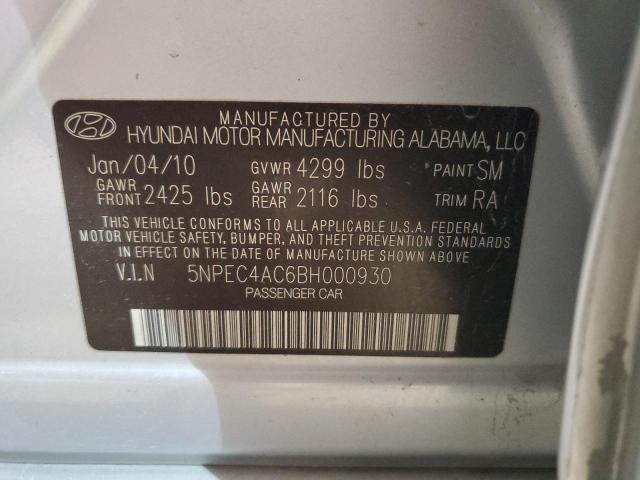 MANUFACTURED BY
HYUNDAI MOTOR MANUFACTURING ALABAMA, LLC
Jan/04/10 GVWR 4299 lbs PAINT SM
GAWR FRONT 2425 lbs GAWR REAR 2116 lbs TRIM RA
THIS VEHICLE CONFORMS TO ALL APPLICABLE U.S.A. FEDERAL
MOTOR VEHICLE SAFETY, BUMPER, AND THEFT PREVENTION STANDARDS
IN EFFECT ON THE DATE OF MANUFACTURE SHOWN ABOVE.
V.I.N 5NPEC4AC6BH000930
PASSENGER CAR